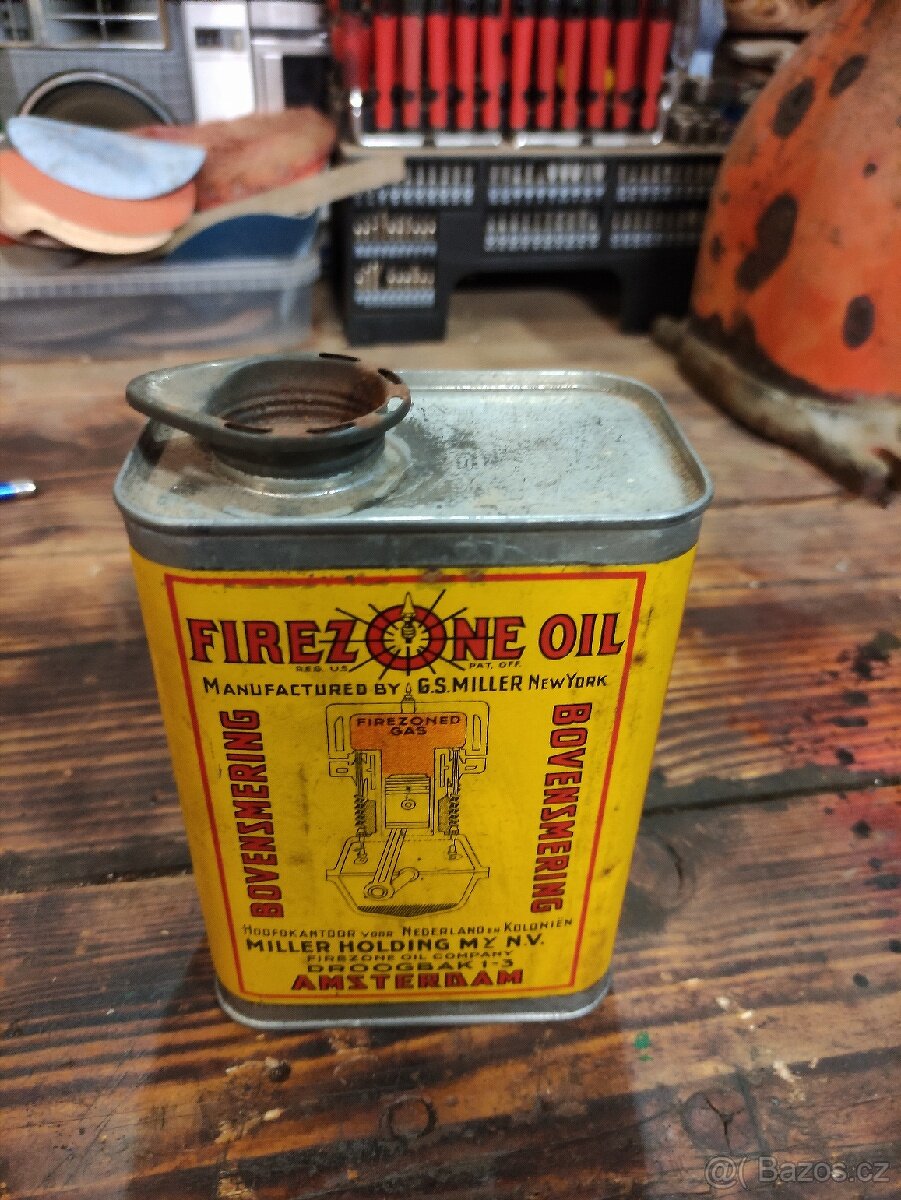 FIREZONE OIL
REG. U.S. PAT. OFF.
MANUFACTURED BY G.S. MILLER NEW YORK
BOVENSMERING
FIREZONED
GAS
BOVENSMERING
HOOFDKANTOOR VOOR NEDERLAND EN KOLONIEN
MILLER HOLDING MY. N.V.
FIREZONE OIL COMPANY
DROOGBAK 1-3
AMSTERDAM
@( Bazos.cz